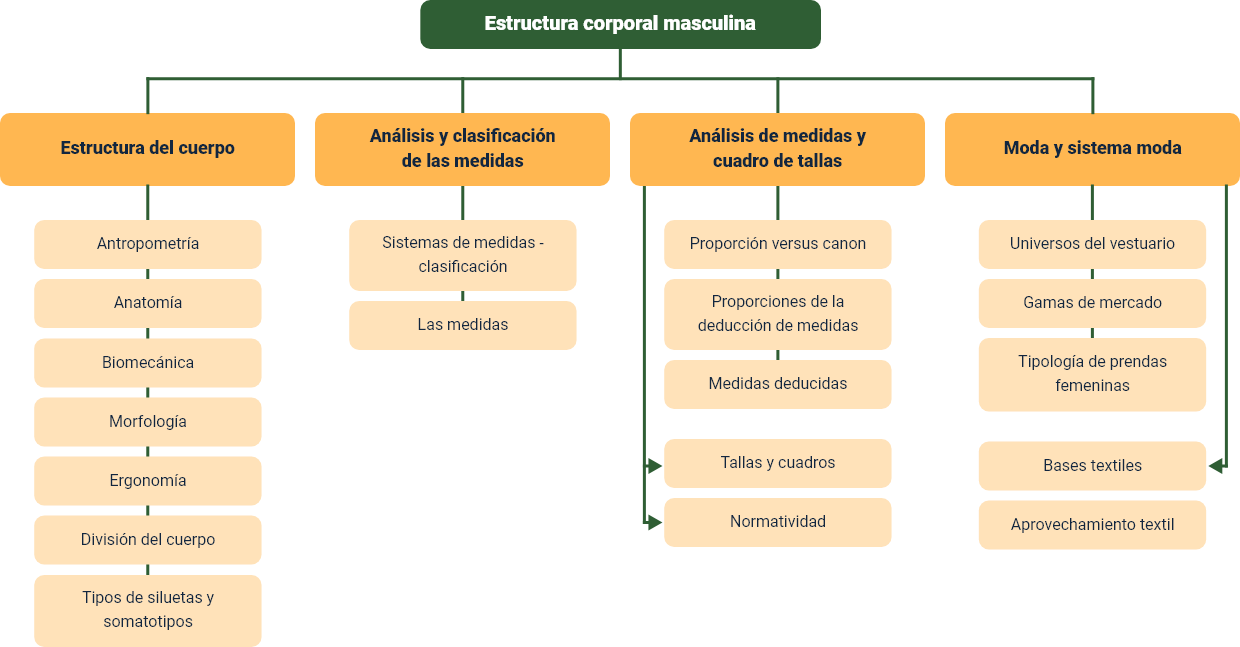 Estructura corporal masculina
Estructura del cuerpo
Antropometría
Anatomía
Biomecánica
Morfología
Ergonomía
División del cuerpo
Tipos de siluetas y
somatotipos
Análisis y clasificación
de las medidas
Sistemas de medidas -
clasificación
Las medidas
Análisis de medidas y
cuadro de tallas
Proporción versus canon
Proporciones de la
deducción de medidas
Medidas deducidas
Tallas y cuadros
Normatividad
Moda y sistema moda
Universos del vestuario
Gamas de mercado
Tipología de prendas
femeninas
Bases textiles
Aprovechamiento textil